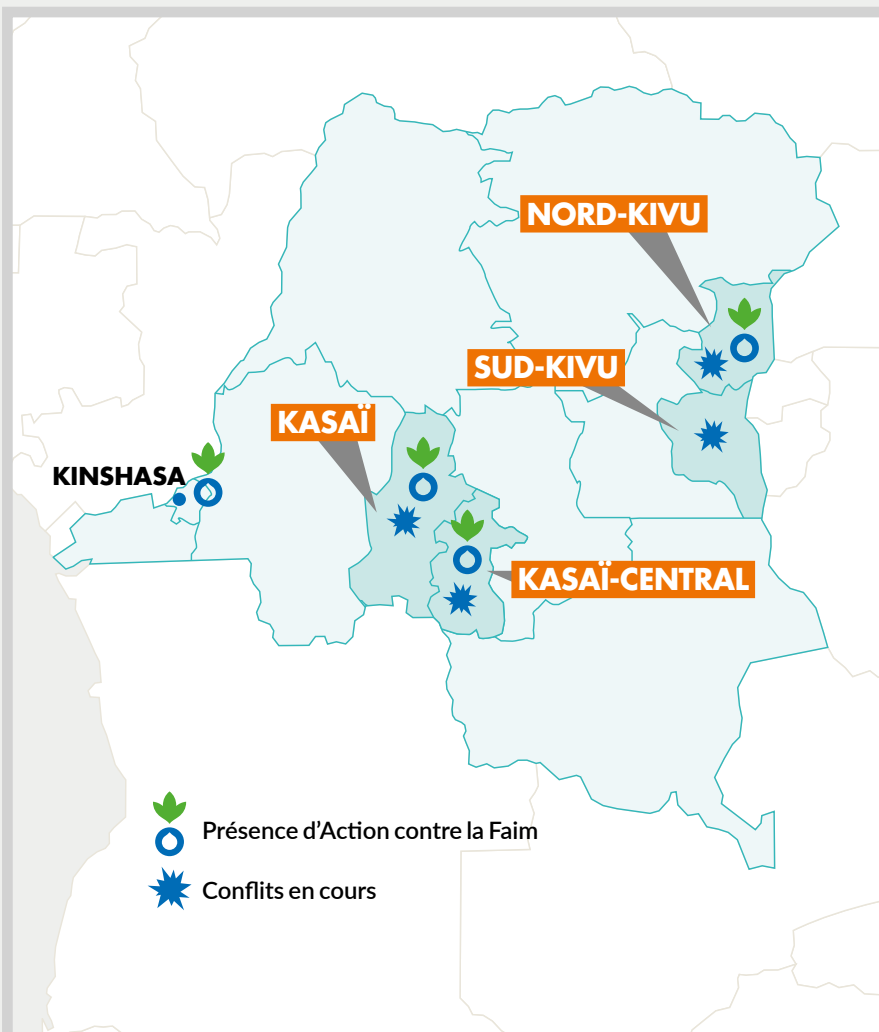 NORD-KIVU
SUD-KIVU
KASAÏ
KINSHASA
KASAÏ-CENTRAL
Présence d'Action contre la Faim
Conflits en cours